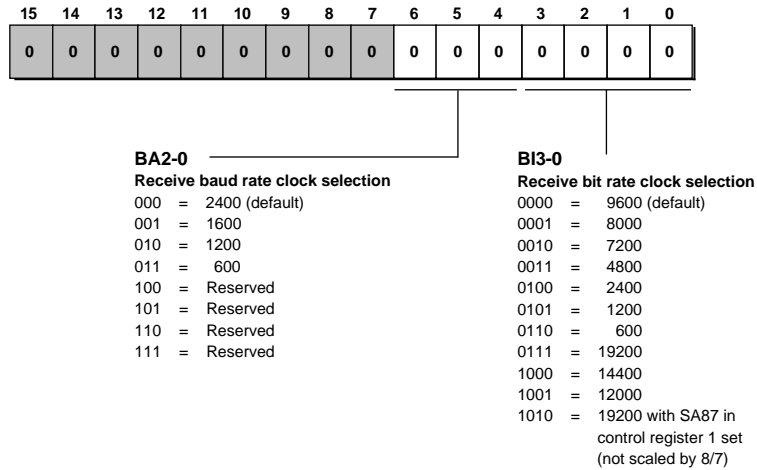 15 14 13 12 11 10 9 8 7 6 5 4 3 2 1 0
0 0 0 0 0 0 0 0 0 0 0 0 0 0 0 0
BA2-0
Receive baud rate clock selection
000 = 2400 (default)
001 = 1600
010 = 1200
011 = 600
100 = Reserved
101 = Reserved
110 = Reserved
111 = Reserved
BI3-0
Receive bit rate clock selection
0000 = 9600 (default)
0001 = 8000
0010 = 7200
0011 = 4800
0100 = 2400
0101 = 1200
0110 = 600
0111 = 19200
1000 = 14400
1001 = 12000
1010 = 19200 with SA87 in
control register 1 set
(not scaled by 8/7)